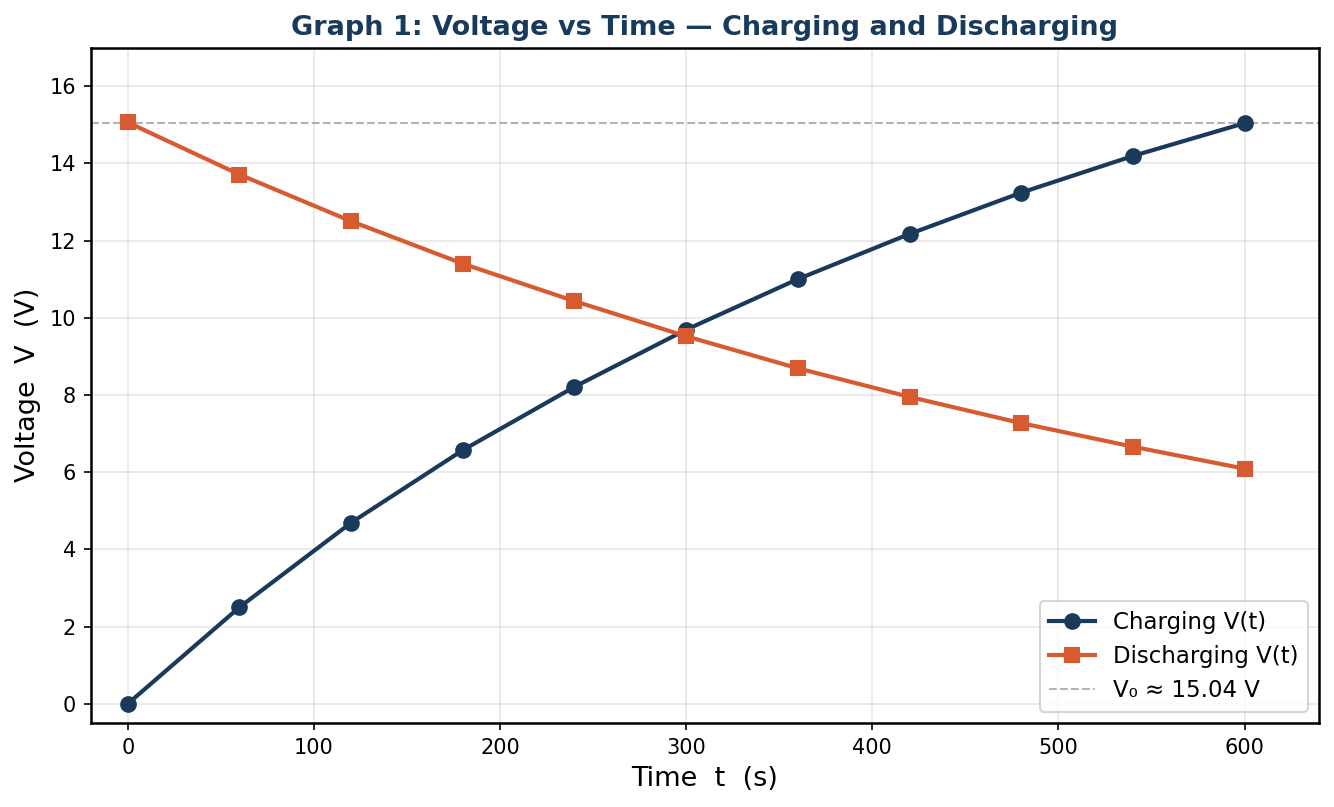 Graph 1: Voltage vs Time — Charging and Discharging
Voltage V (V)
16
14
12
10
8
6
4
2
0
0 100 200 300 400 500 600
Time t (s)
Charging V(t)
Discharging V(t)
V₀ ≈ 15.04 V